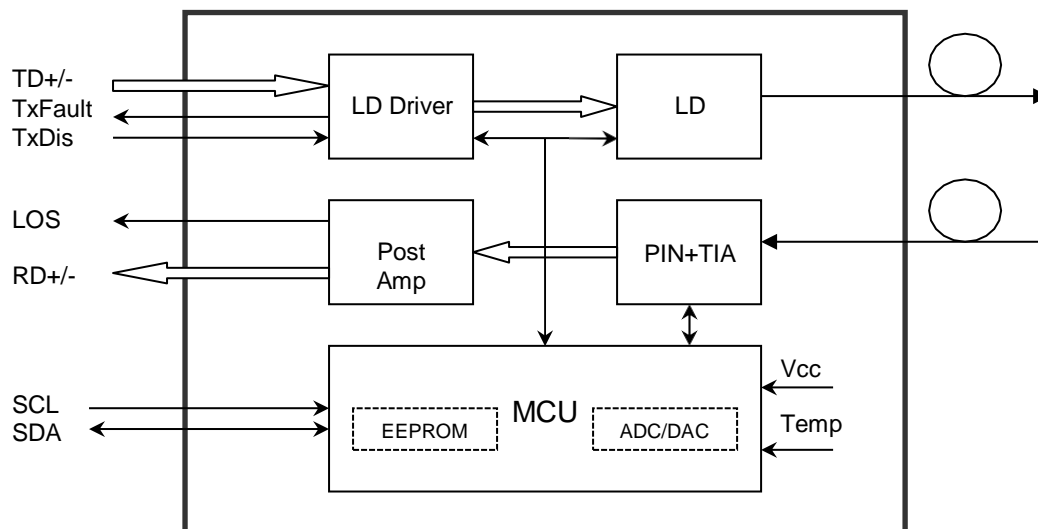 TD+/-
TxFault
TxDis
LD Driver
LD
LOS
RD+/-
Post
Amp
PIN+TIA
SCL
SDA
MCU
EEPROM
ADC/DAC
Vcc
Temp